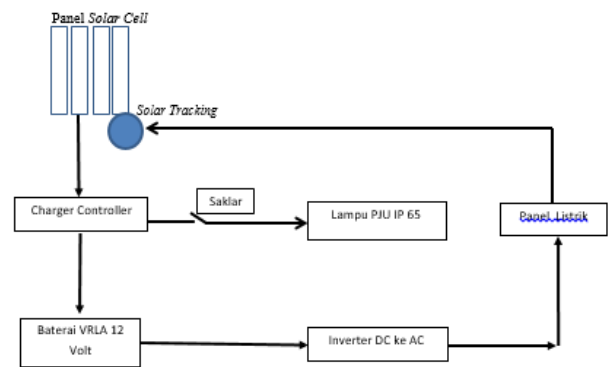 Panel Solar Cell
Solar Tracking
Saklar
Charger Controller
Lampu PJU IP 65
Panel Listrik
Baterai VRLA 12
Volt
Inverter DC ke AC